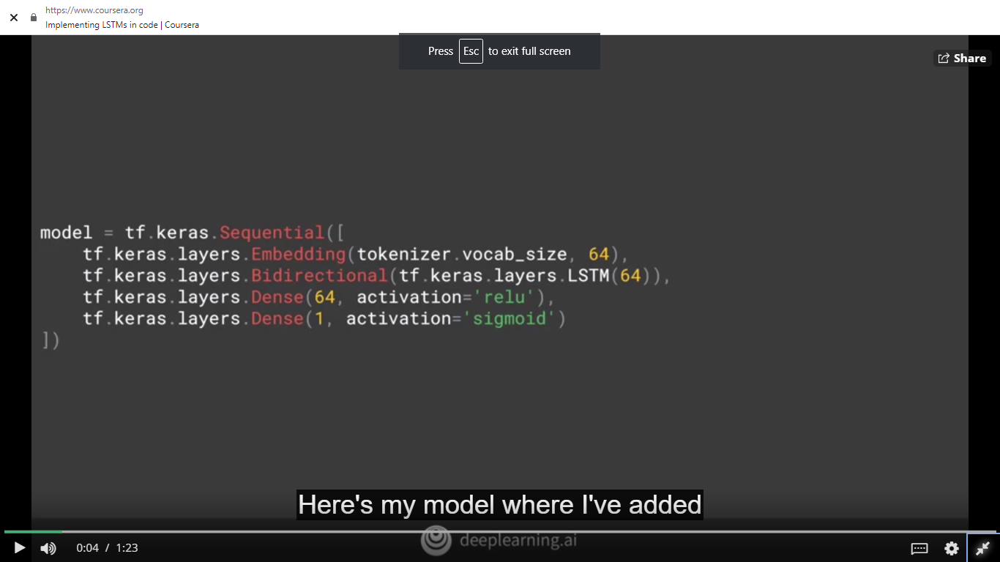 https://www.coursera.org
Implementing LSTMs in code | Coursera
Press Esc to exit full screen
Share
model = tf.keras.Sequential([
    tf.keras.layers.Embedding(tokenizer.vocab_size, 64),
    tf.keras.layers.Bidirectional(tf.keras.layers.LSTM(64)),
    tf.keras.layers.Dense(64, activation='relu'),
    tf.keras.layers.Dense(1, activation='sigmoid')
])
Here's my model where I've added
deeplearning.ai
0:04 / 1:23